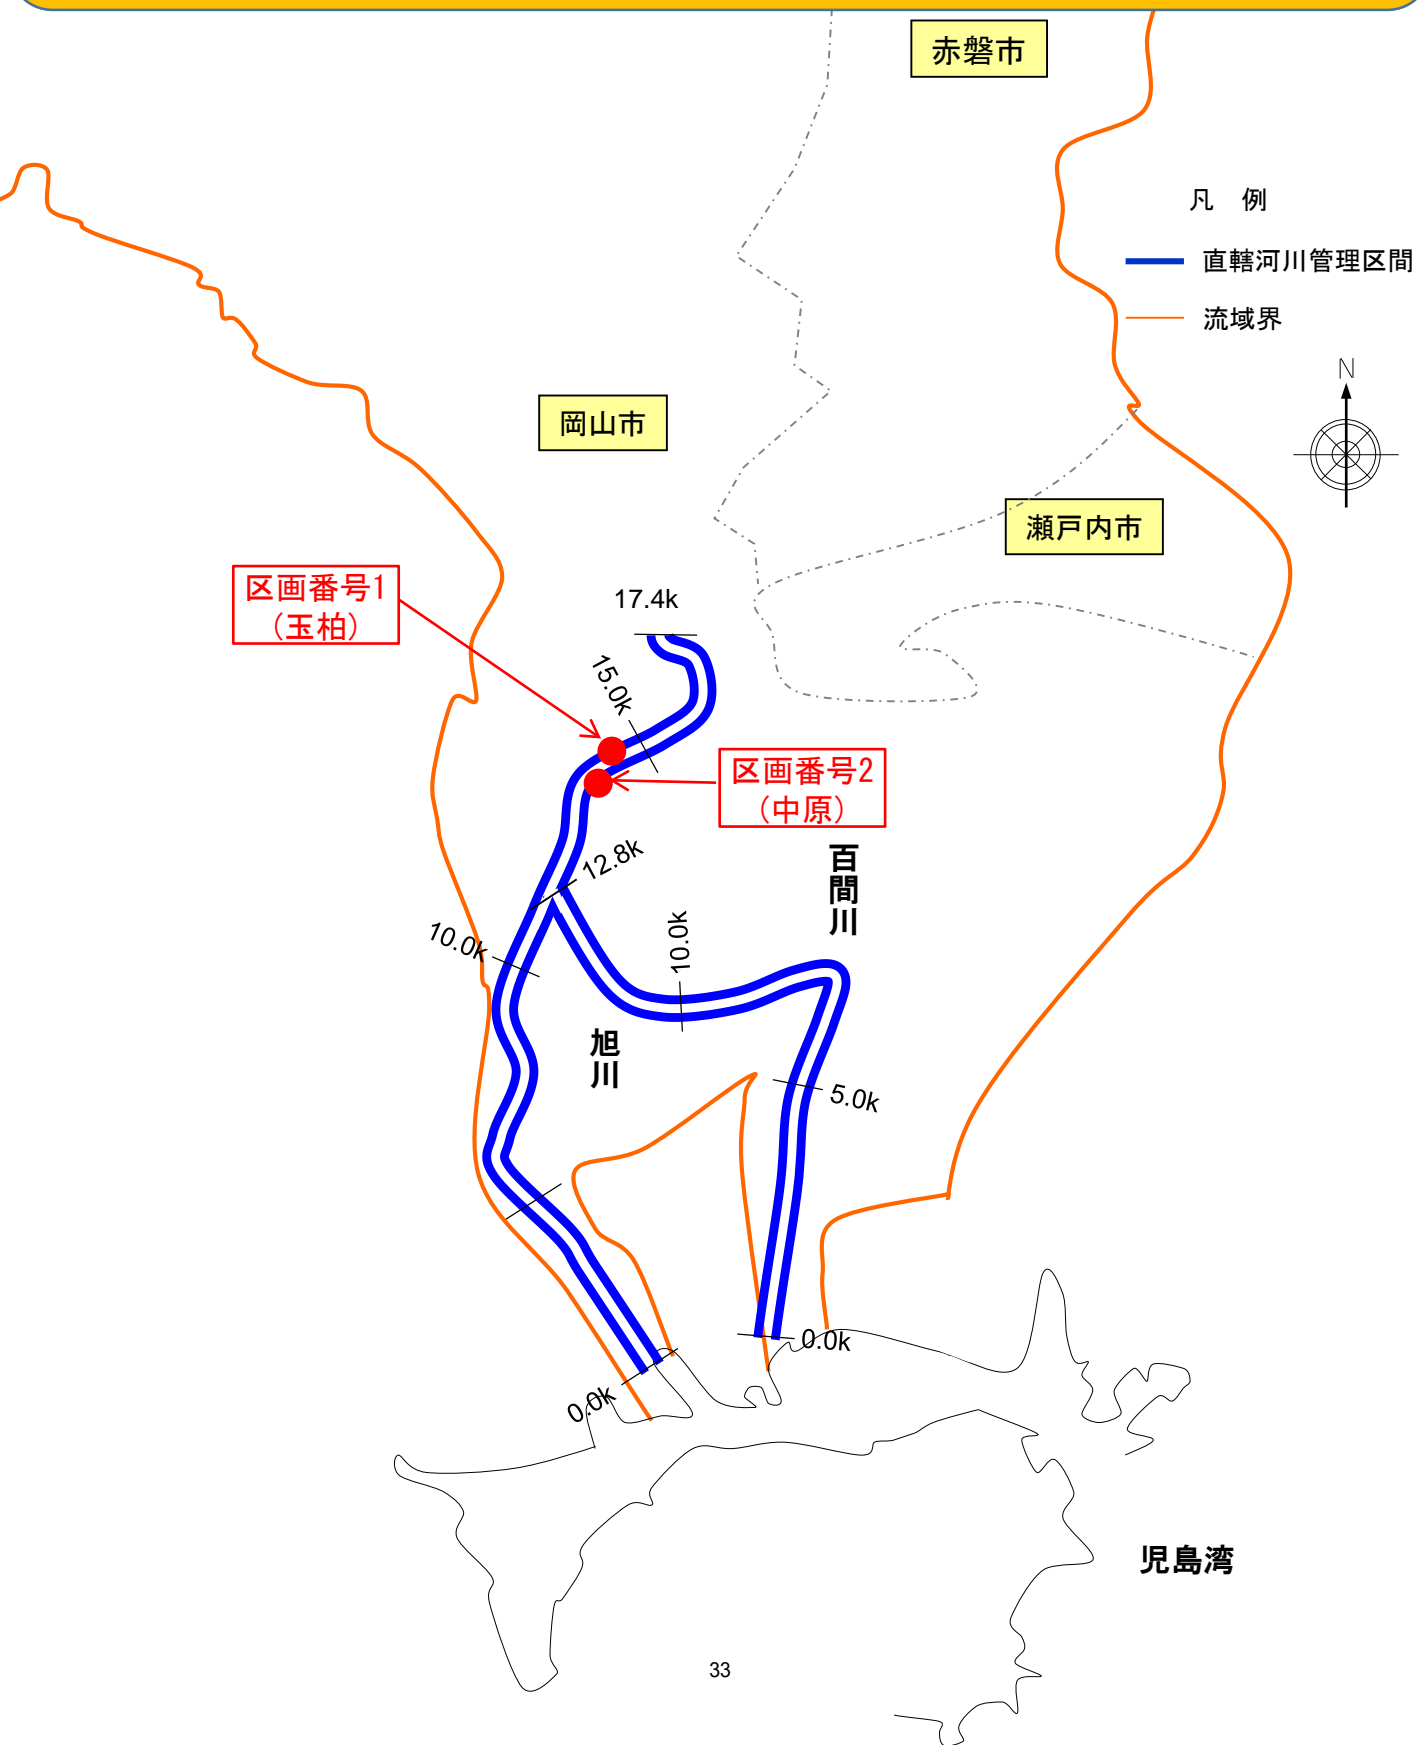 赤磐市
凡　例
直轄河川管理区間
流域界
N
岡山市
瀬戸内市
区画番号1
（玉柏）
17.4k
15.0k
区画番号2
（中原）
12.8k
百間川
10.0k
10.0k
旭川
5.0k
0.0k
0.0k
児島湾
33